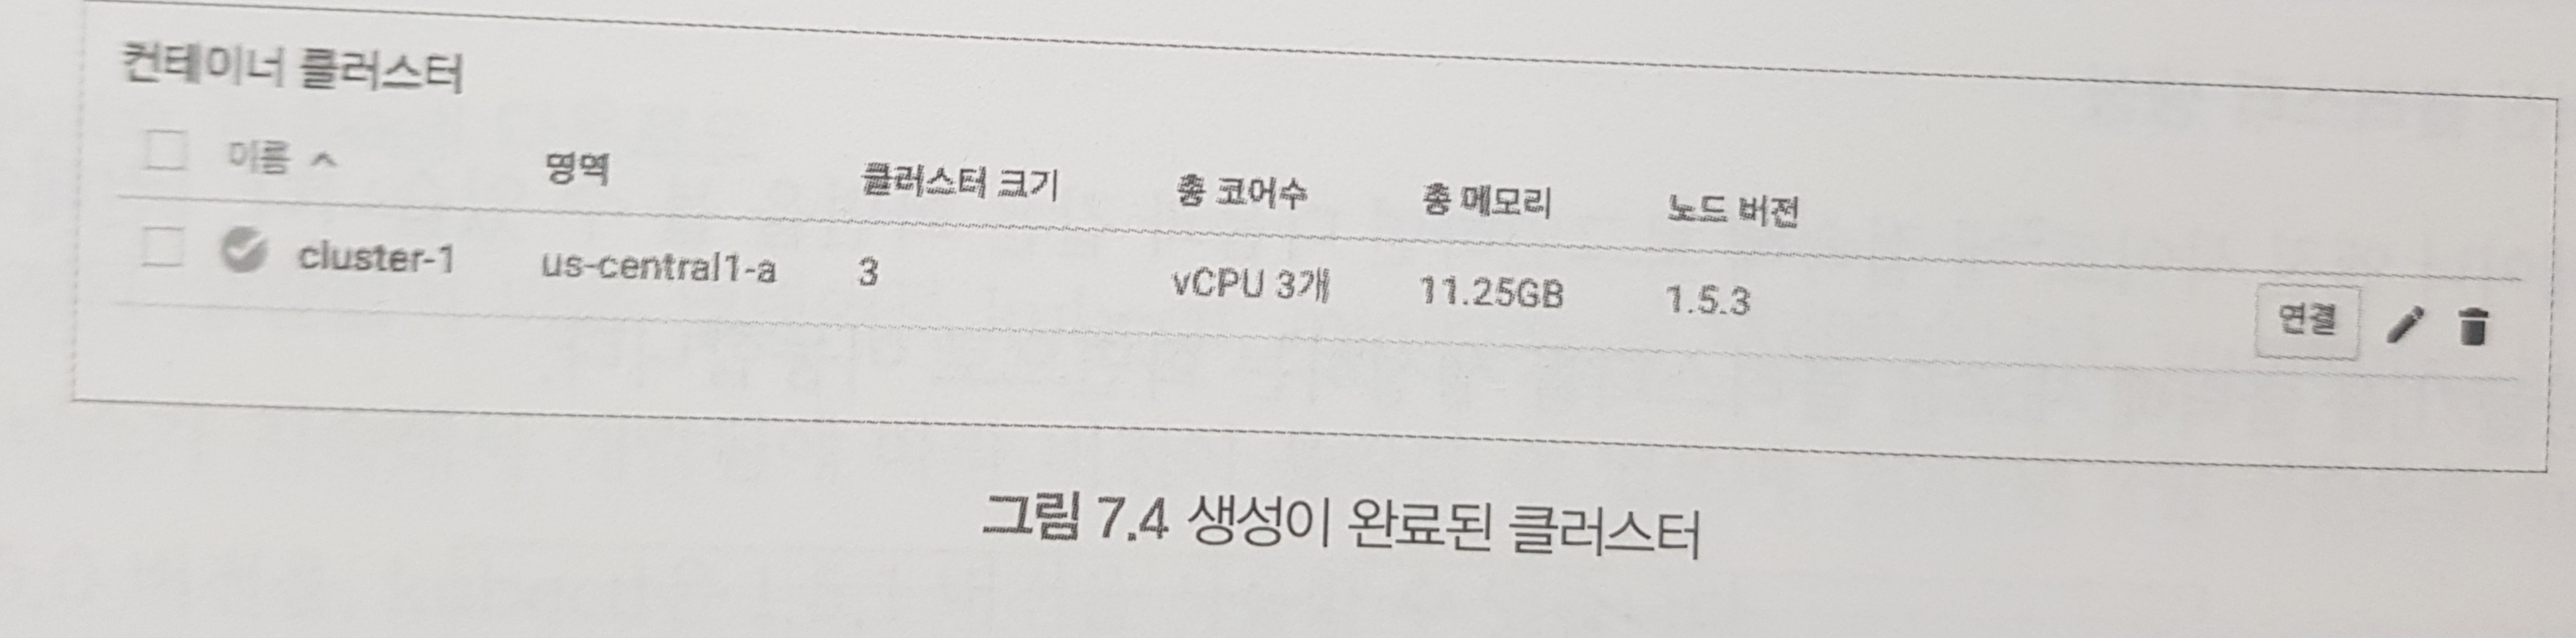 컨테이너 클러스터
이름 영역 클러스터 크기 총 코어수 총 메모리 노드 버전
cluster-1 us-central1-a 3 vCPU 3개 11.25GB 1.5.3 연결
그림 7.4 생성이 완료된 클러스터